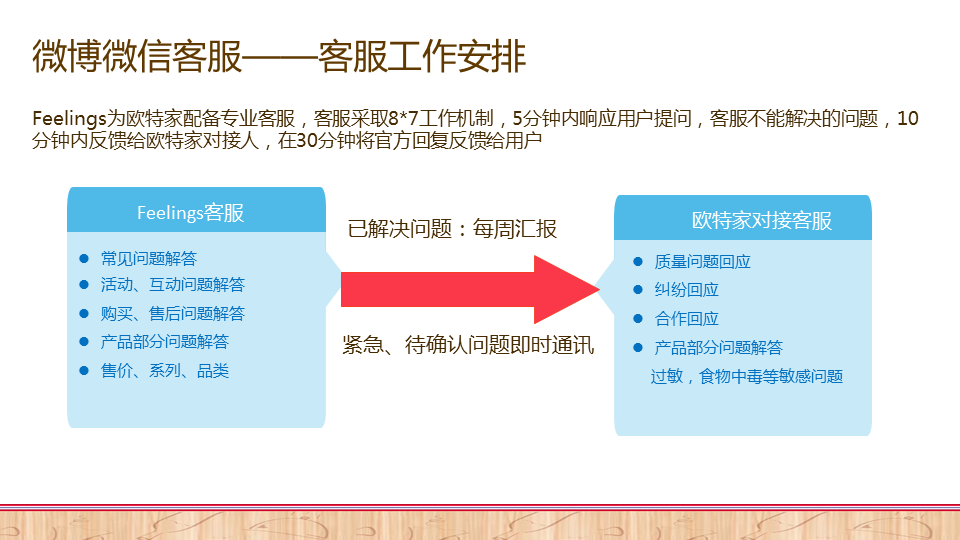 微博微信客服——客服工作安排
Feelings为欧特家配备专业客服，客服采取8*7工作机制，5分钟内响应用户提问，客服不能解决的问题，10
分钟内反馈给欧特家对接人，在30分钟将官方回复反馈给用户
Feelings客服
常见问题解答
活动、互动问题解答
购买、售后问题解答
产品部分问题解答
售价、系列、品类
已解决问题：每周汇报
紧急、待确认问题即时通讯
欧特家对接客服
质量问题回应
纠纷回应
合作回应
产品部分问题解答
过敏，食物中毒等敏感问题